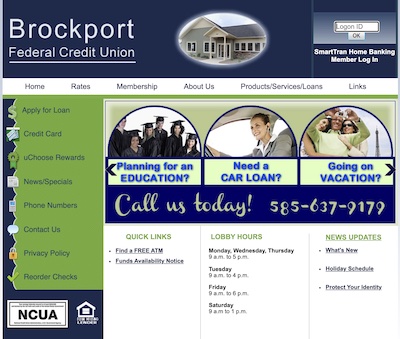 Brockport
Federal Credit Union
Logon ID
OK
SmartTran Home Banking
Member Log In
Home
Rates
Membership
About Us
Products/Services/Loans
Links
Apply for Loan
Credit Card
uChoose Rewards
News/Specials
Phone Numbers
Contact Us
Privacy Policy
Reorder Checks
NCUA
Planning for an
EDUCATION?
Need a
CAR LOAN?
Going on
VACATION?
Call us today! 585-637-9179
QUICK LINKS
Find a FREE ATM
Funds Availability Notice
LOBBY HOURS
Monday, Wednesday, Thursday
9 a.m. to 5 p.m.
Tuesday
9 a.m. to 4 p.m.
Friday
9 a.m. to 6 p.m.
Saturday
9 a.m to 1 p.m.
NEWS UPDATES
What's New
Holiday Schedule
Protect Your Identity